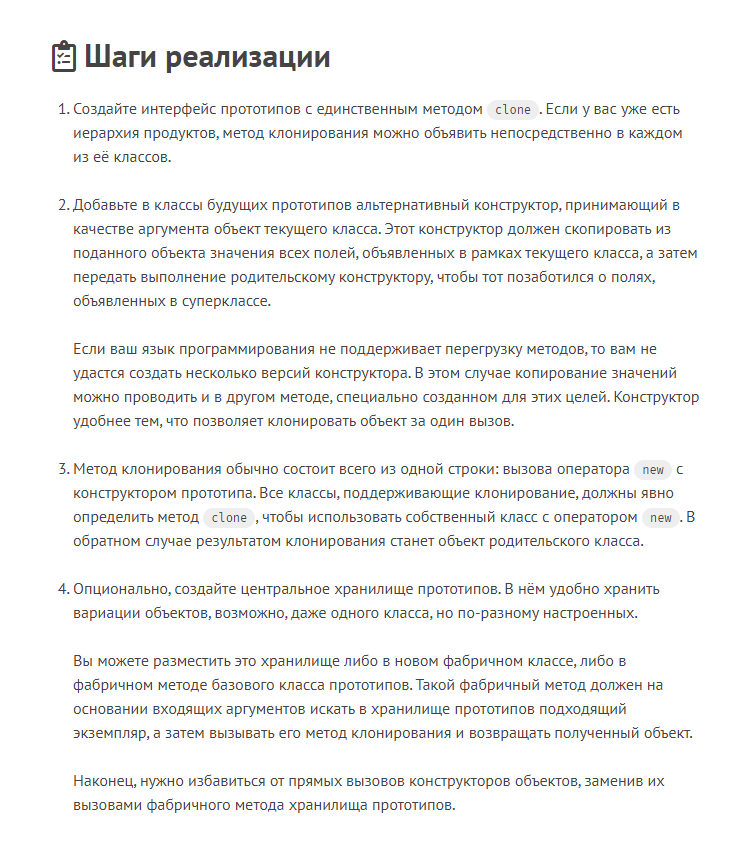 Шаги реализации
1. Создайте интерфейс прототипов с единственным методом clone. Если у вас уже есть
иерархия продуктов, метод клонирования можно объявить непосредственно в каждом
из её классов.
2. Добавьте в классы будущих прототипов альтернативный конструктор, принимающий в
качестве аргумента объект текущего класса. Этот конструктор должен скопировать из
поданного объекта значения всех полей, объявленных в рамках текущего класса, а затем
передать выполнение родительскому конструктору, чтобы тот позаботился о полях,
объявленных в суперклассе.
Если ваш язык программирования не поддерживает перегрузку методов, то вам не
удастся создать несколько версий конструктора. В этом случае копирование значений
можно проводить и в другом методе, специально созданном для этих целей. Конструктор
удобнее тем, что позволяет клонировать объект за один вызов.
3. Метод клонирования обычно состоит всего из одной строки: вызова оператора new с
конструктором прототипа. Все классы, поддерживающие клонирование, должны явно
определить метод clone, чтобы использовать собственный класс с оператором new. В
обратном случае результатом клонирования станет объект родительского класса.
4. Опционально, создайте центральное хранилище прототипов. В нём удобно хранить
вариации объектов, возможно, даже одного класса, но по-разному настроенных.
Вы можете разместить это хранилище либо в новом фабричном классе, либо в
фабричном методе базового класса прототипов. Такой фабричный метод должен на
основании входящих аргументов искать в хранилище прототипов подходящий
экземпляр, а затем вызывать его метод клонирования и возвращать полученный объект.
Наконец, нужно избавиться от прямых вызовов конструкторов объектов, заменив их
вызовами фабричного метода хранилища прототипов.